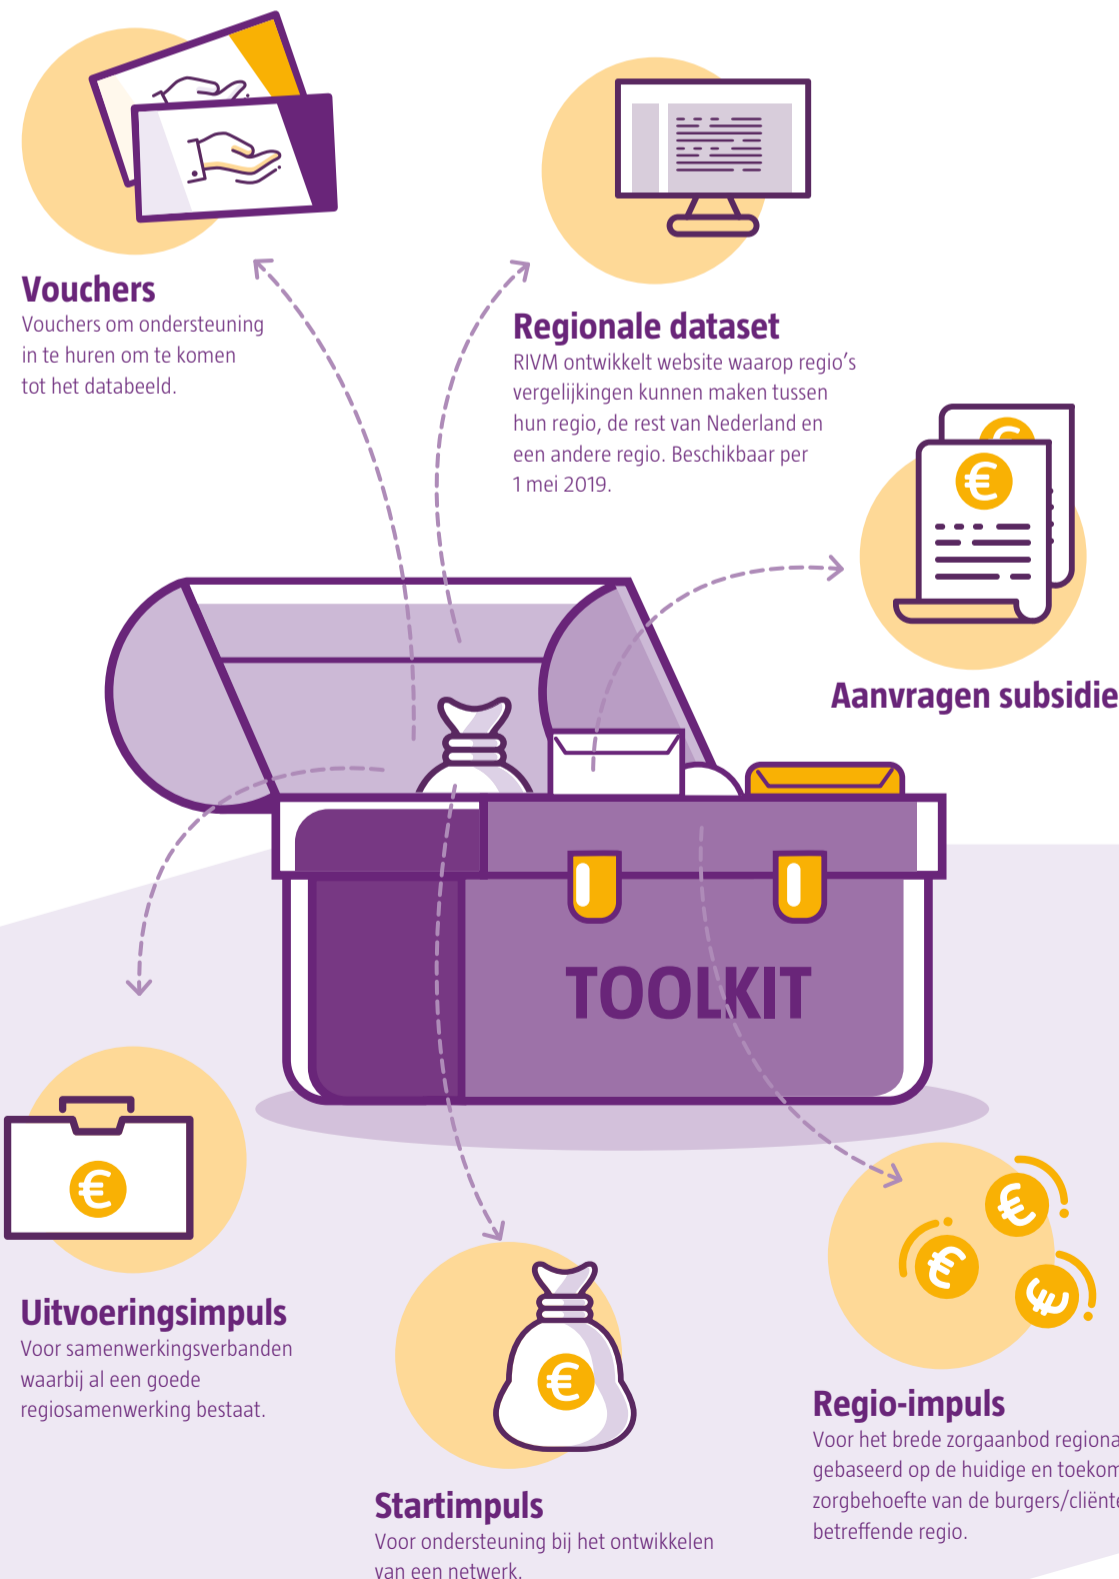 Vouchers
Vouchers om ondersteuning
in te huren om te komen
tot het databeeld.
Regionale dataset
RIVM ontwikkelt website waarop regio's
vergelijkingen kunnen maken tussen
hun regio, de rest van Nederland en
een andere regio. Beschikbaar per
1 mei 2019.
Aanvragen subsidie
TOOLKIT
Uitvoeringsimpuls
Voor samenwerkingsverbanden
waarbij al een goede
regiosamenwerking bestaat.
Startimpuls
Voor ondersteuning bij het ontwikkelen
van een netwerk.
Regio-impuls
Voor het brede zorgaanbod
gebaseerd op de huidige en
zorgbehoefte van de
betreffende regio.